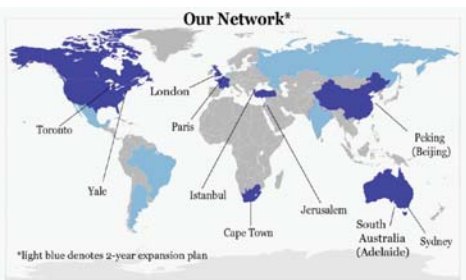 Our Network*
London
Toronto
Paris
Peking
(Beijing)
Yale
Istanbul
Jerusalem
Cape Town
South
Australia
(Adelaide)
Sydney
*light blue denotes 2-year expansion plan